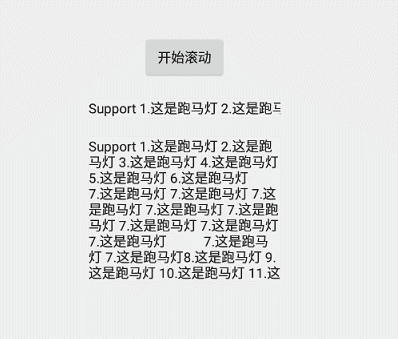 开始滚动
Support 1.这是跑马灯 2.这是跑
Support 1.这是跑马灯 2.这是跑
马灯 3.这是跑马灯 4.这是跑马灯
5.这是跑马灯 6.这是跑马灯
7.这是跑马灯 7.这是跑马灯 7.这
是跑马灯 7.这是跑马灯 7.这是跑
马灯 7.这是跑马灯 7.这是跑马灯
7.这是跑马灯 7.这是跑马
灯 7.这是跑马灯8.这是跑马灯 9.
这是跑马灯 10.这是跑马灯 11.这